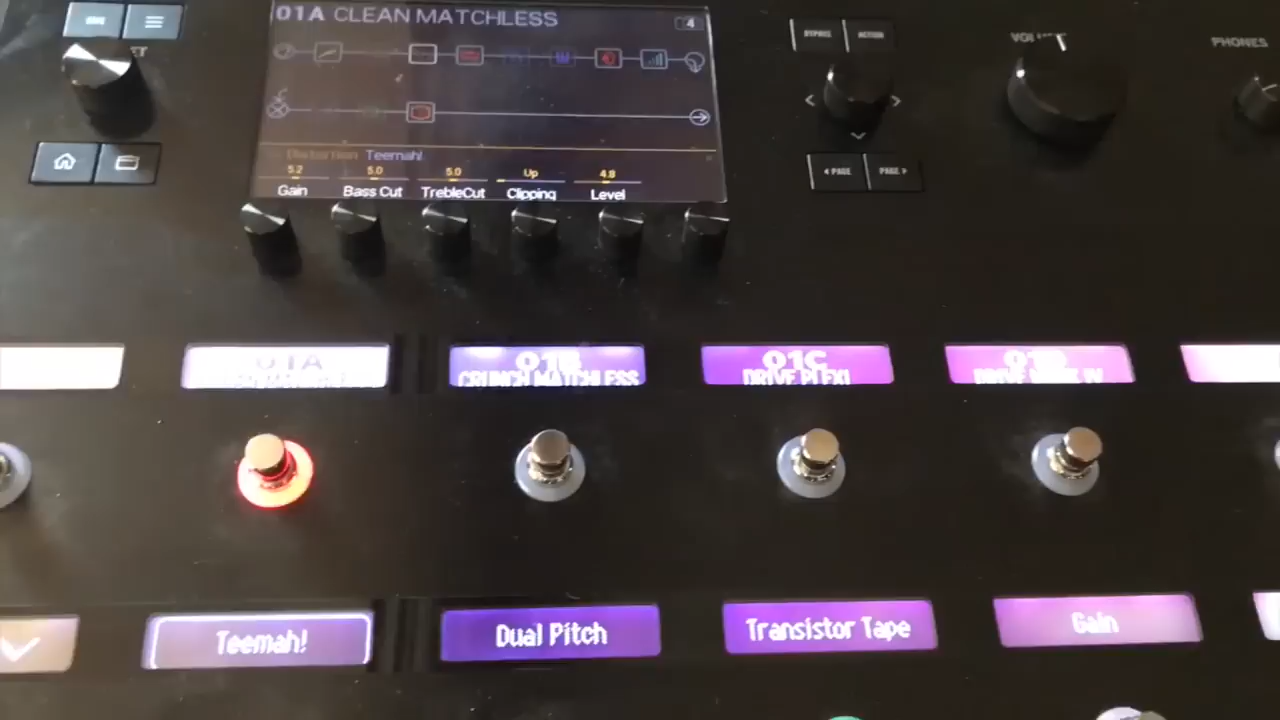 01A CLEAN MATCHLESS
4
BYPASS
ACTION
PHONES
Distortion Teemah!
5.2 5.0 5.0 Up 4.8
Gain Bass Cut TrebleCut Clipping Level
◄ PAGE
PAGE ►
01A
01B
CRUNCH MATCHLESS
01C
DRIVE PLEXI
01D
Teemah!
Dual Pitch
Transistor Tape
Gain